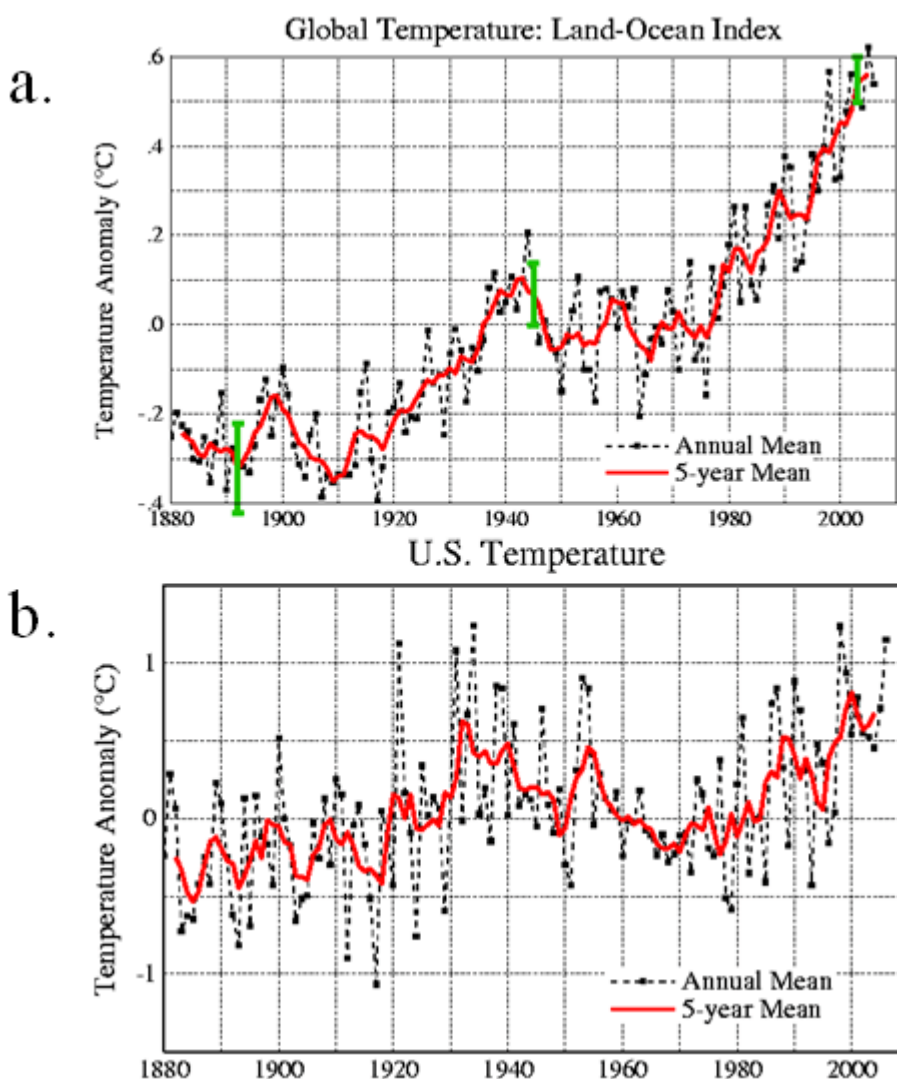 Global Temperature: Land-Ocean Index
a.
.6
.4
.2
.0
-.2
-.4
Temperature Anomaly (°C)
Annual Mean
5-year Mean
1880 1900 1920 1940 1960 1980 2000
U.S. Temperature
b.
1
0
-1
Temperature Anomaly (°C)
Annual Mean
5-year Mean
1880 1900 1920 1940 1960 1980 2000